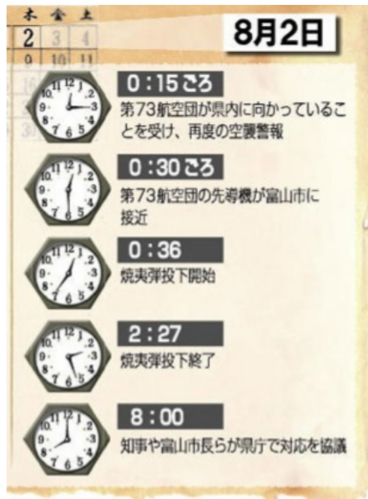 木 金 土
2 3 4
9 10 11
8月2日
0:15ごろ
第73航空団が県内に向かっているこ
とを受け、再度の空襲警報
0:30ごろ
第73航空団の先導機が富山市に
接近
0:36
焼夷弾投下開始
2:27
焼夷弾投下終了
8:00
知事や富山市長らが県庁で対応を協議